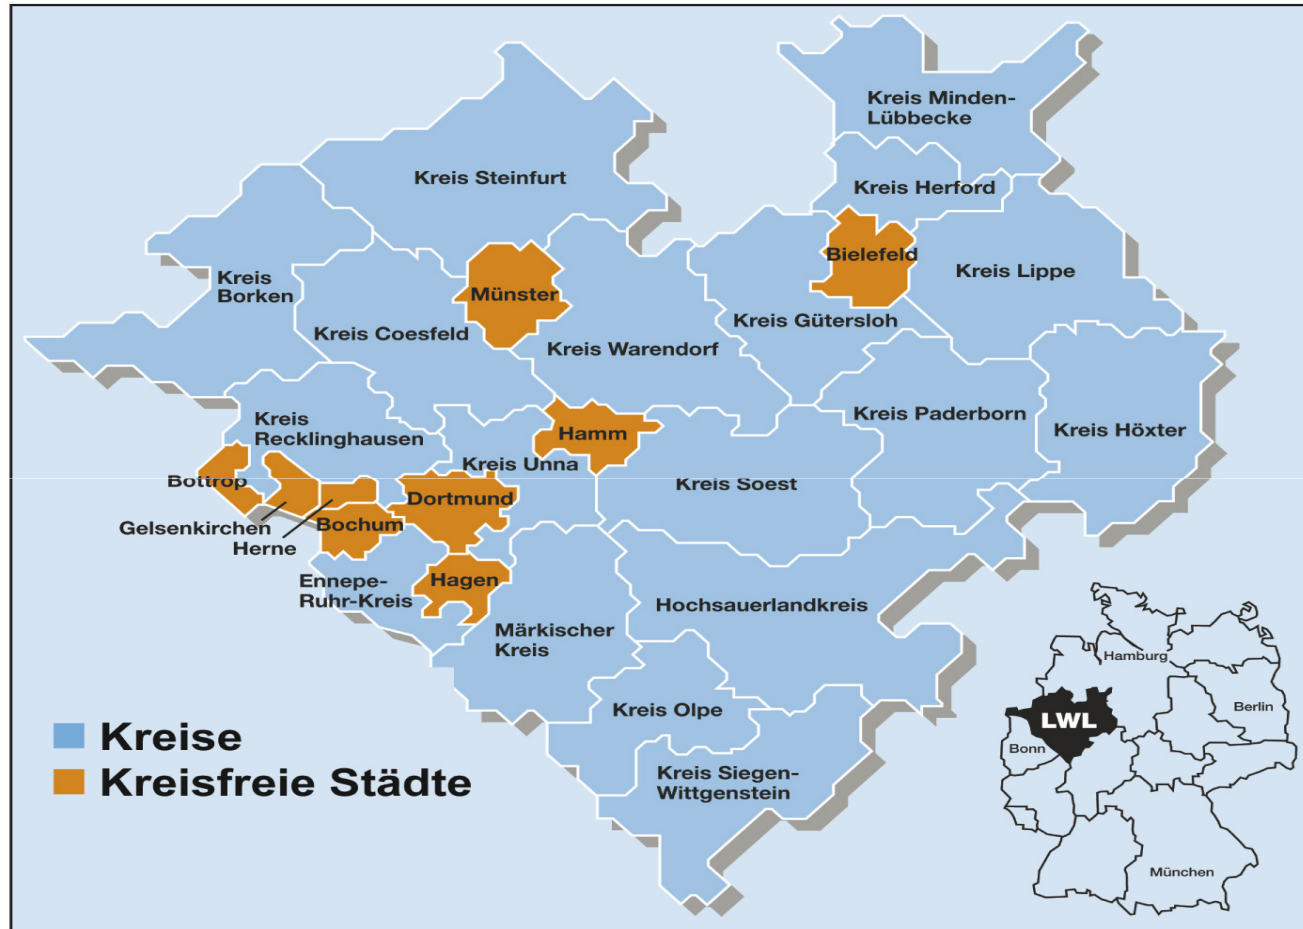 Kreis Minden-
Lübbecke
Kreis Steinfurt
Kreis Herford
Bielefeld
Kreis Lippe
Kreis
Borken
Münster
Kreis Gütersloh
Kreis Coesfeld
Kreis Warendorf
Kreis Paderborn
Kreis
Recklinghausen
Hamm
Kreis Höxter
Kreis Unna
Bottrop
Kreis Soest
Dortmund
Gelsenkirchen
Bochum
Herne
Ennepe-
Ruhr-Kreis
Hagen
Hochsauerlandkreis
Märkischer
Kreis
Kreis Olpe
Kreis Siegen-
Wittgenstein
Kreise
Kreisfreie Städte
Hamburg
Berlin
LWL
Bonn
München